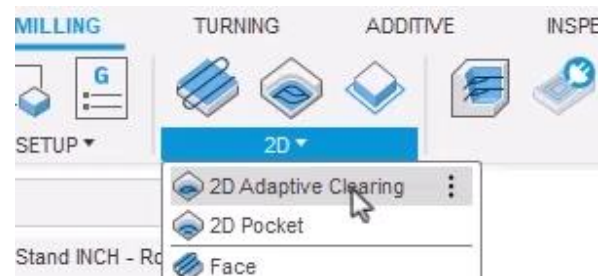 MILLING TURNING ADDITIVE INSPE
G
SETUP 2D
2D Adaptive Clearing
2D Pocket
Stand INCH - Ro
Face